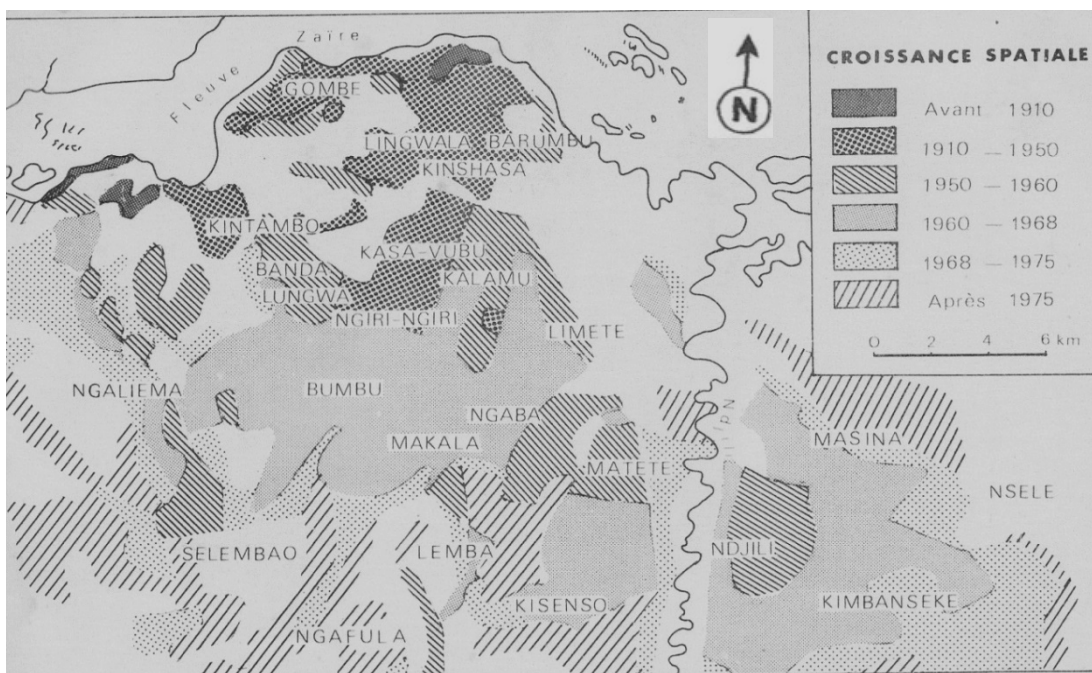 Zaïre
Fleuve
GOMBE
LINGWALA BARUMBU
KINSHASA
KINTAMBO
KASA-VUBU
BANDA
KALAMU
LUNGWA
NGIRI-NGIRI
LIMETE
NGALIEMA
BUMBU
NGABA
MAKALA
MATETE
MASINA
NSELE
SELEMBAO
LEMBA
NDJILI
KISENSO
KIMBANSEKE
NGAFULA
N
CROISSANCE SPATIALE
Avant 1910
1910 — 1950
1950 — 1960
1960 — 1968
1968 — 1975
Après 1975
0 2 4 6 km